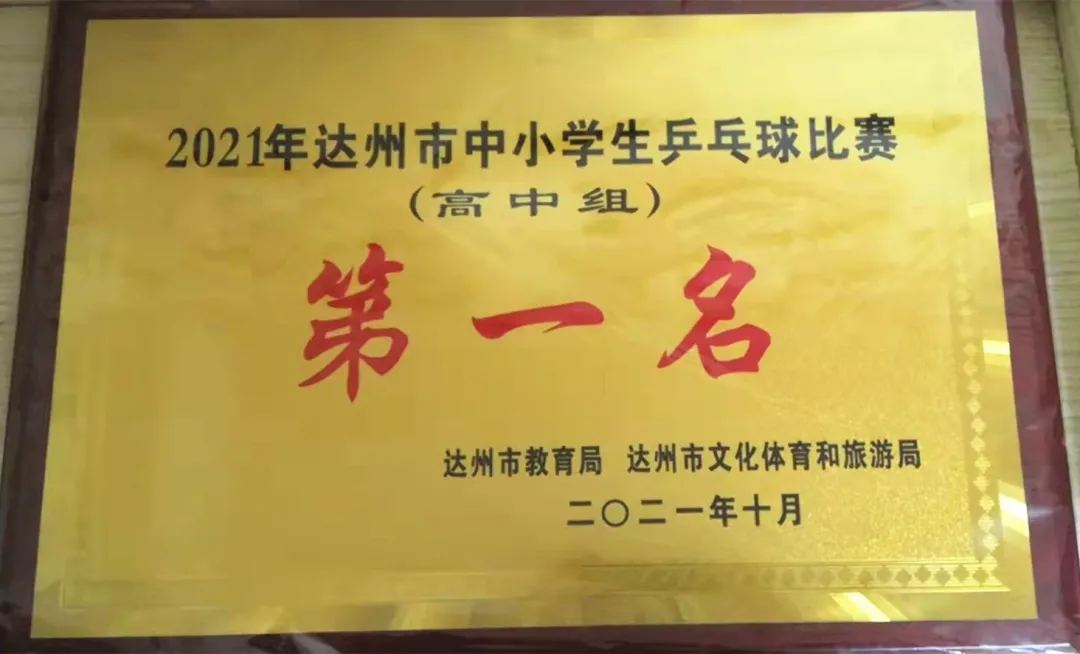 2021年达州市中小学生乒乓球比赛
(高中组)
第一名
达州市教育局 达州市文化体育和旅游局
二〇二一年十月